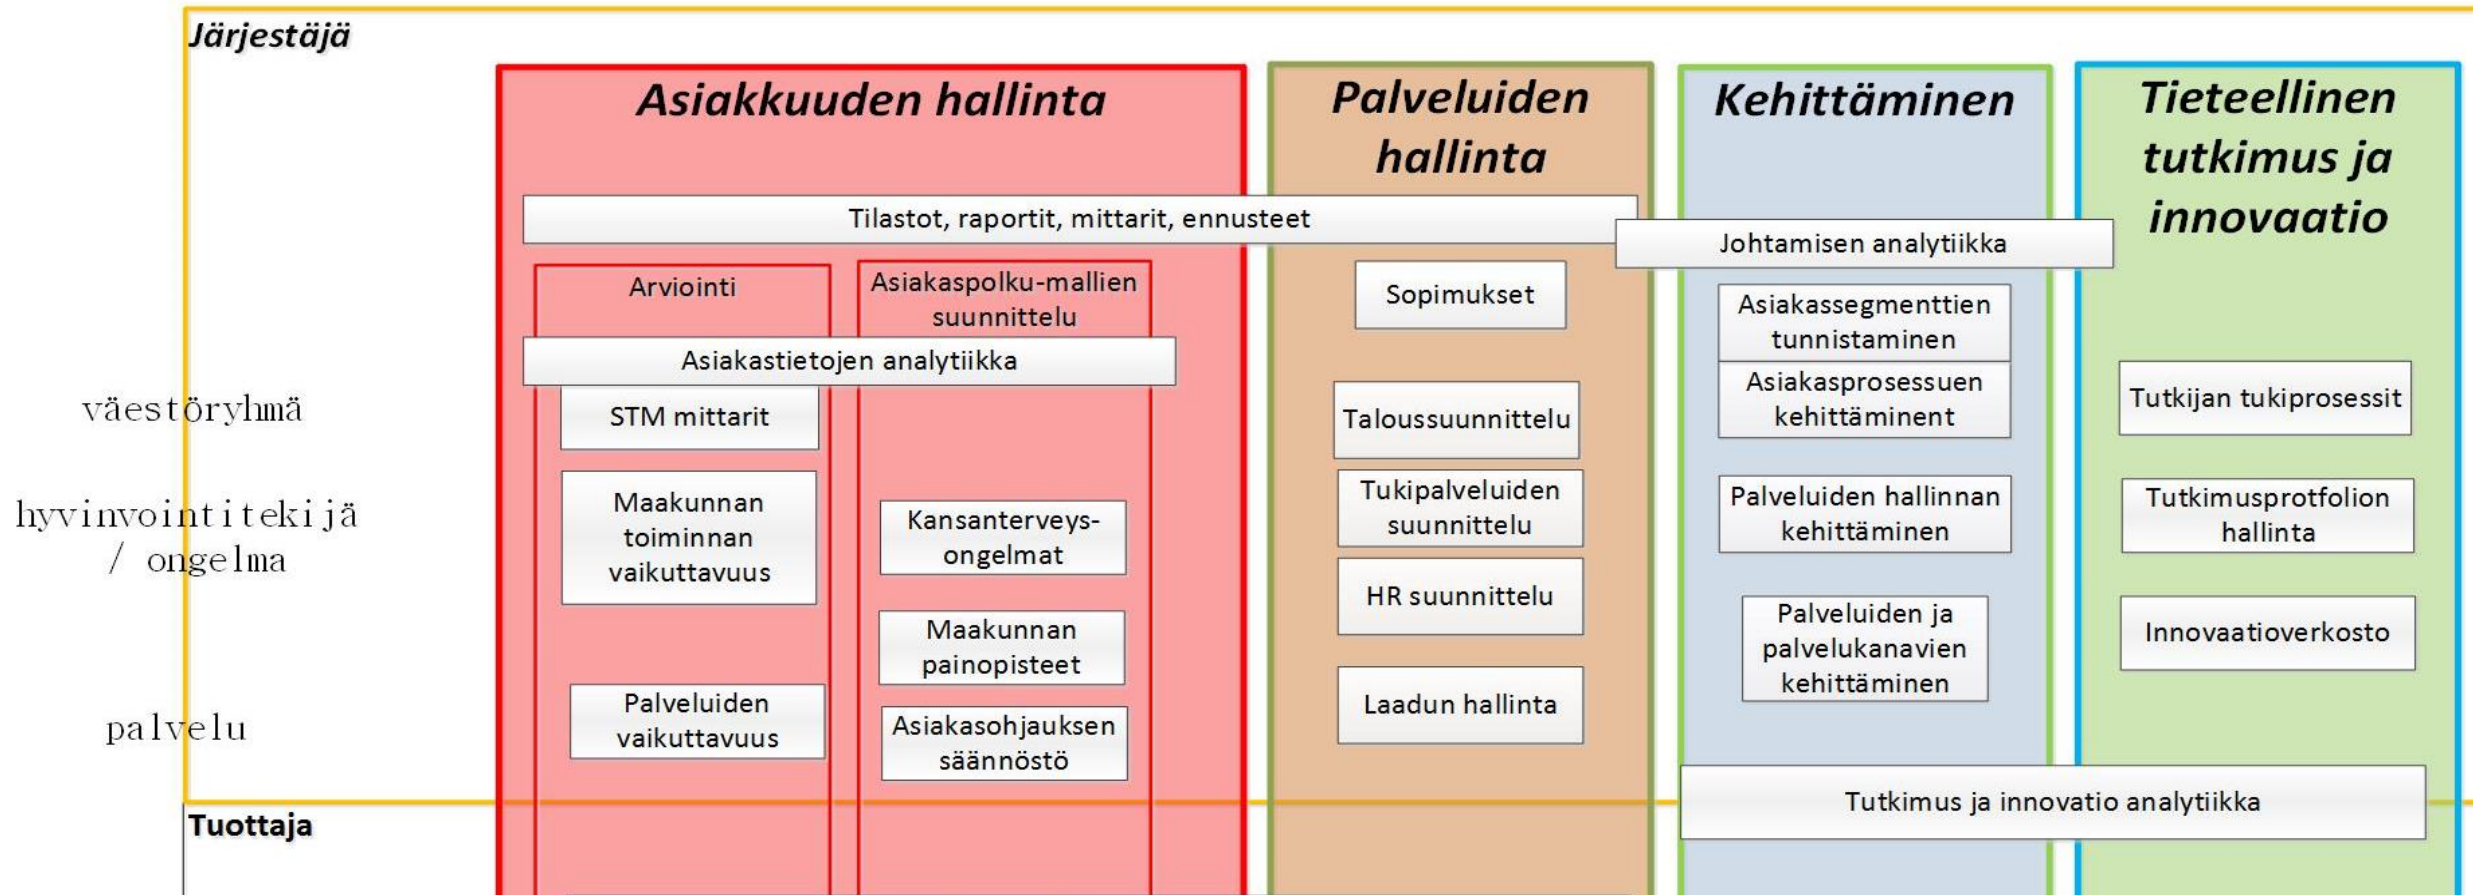 Järjestäjä
Asiakkuuden hallinta
Palveluiden
hallinta
Kehittäminen
Tieteellinen
tutkimus ja
innovaatio
Tilastot, raportit, mittarit, ennusteet
Johtamisen analytiikka
Arviointi
Asiakaspolku-mallien
suunnittelu
Asiakastietojen analytiikka
väestöryhmä
STM mittarit
hyvinvointitekijä
/ ongelma
Maakunnan
toiminnan
vaikuttavuus
Kansanterveys-
ongelmat
Maakunnan
painopisteet
palvelu
Palveluiden
vaikuttavuus
Asiakasohjauksen
säännöstö
Sopimukset
Taloussuunnittelu
Tukipalveluiden
suunnittelu
HR suunnittelu
Laadun hallinta
Asiakassegmenttien
tunnistaminen
Asiakasprosessuen
kehittäminent
Palveluiden hallinnan
kehittäminen
Palveluiden ja
palvelukanavien
kehittäminen
Tutkijan tukiprosessit
Tutkimusprotfolion
hallinta
Innovaatioverkosto
Tutkimus ja innovatio analytiikka
Tuottaja